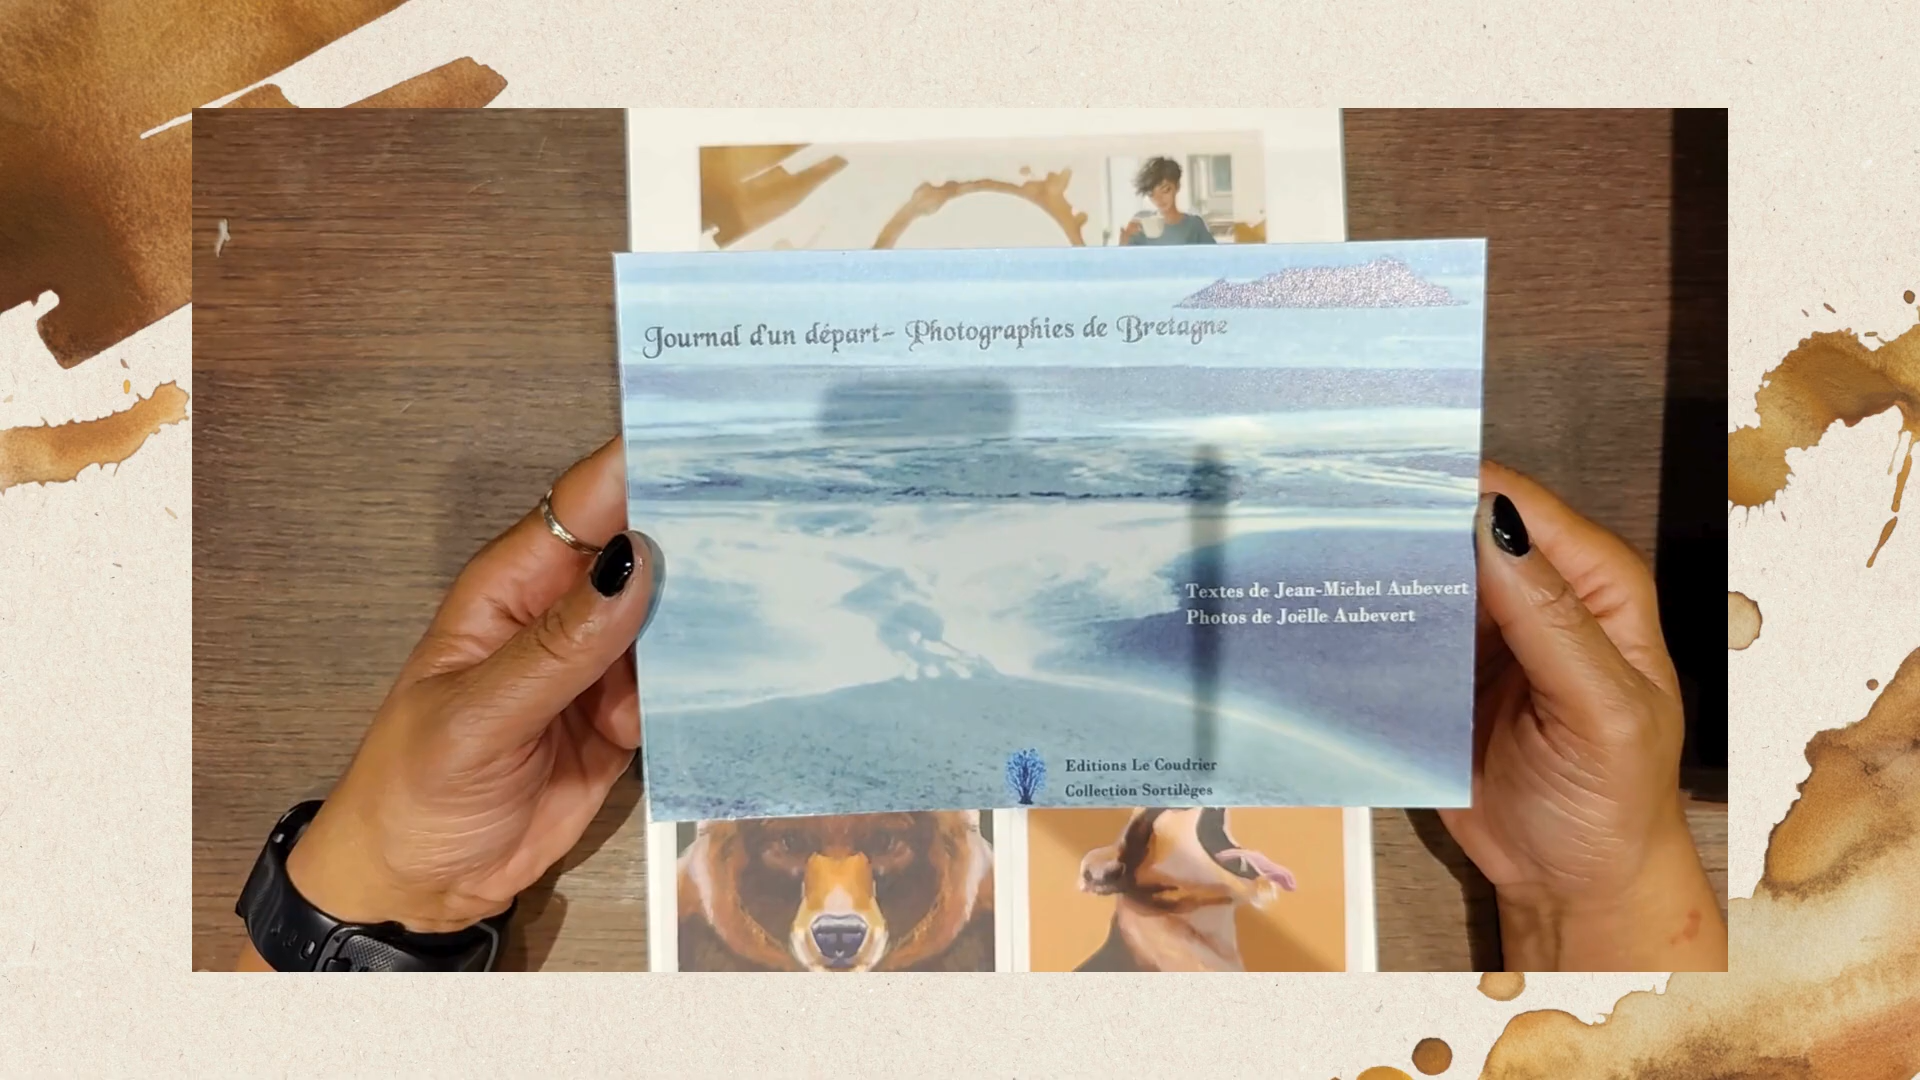 Journal d'un départ- Photographies de Bretagne
Textes de Jean-Michel Aubevert
Photos de Joëlle Aubevert
Editions Le Coudrier
Collection Sortilèges